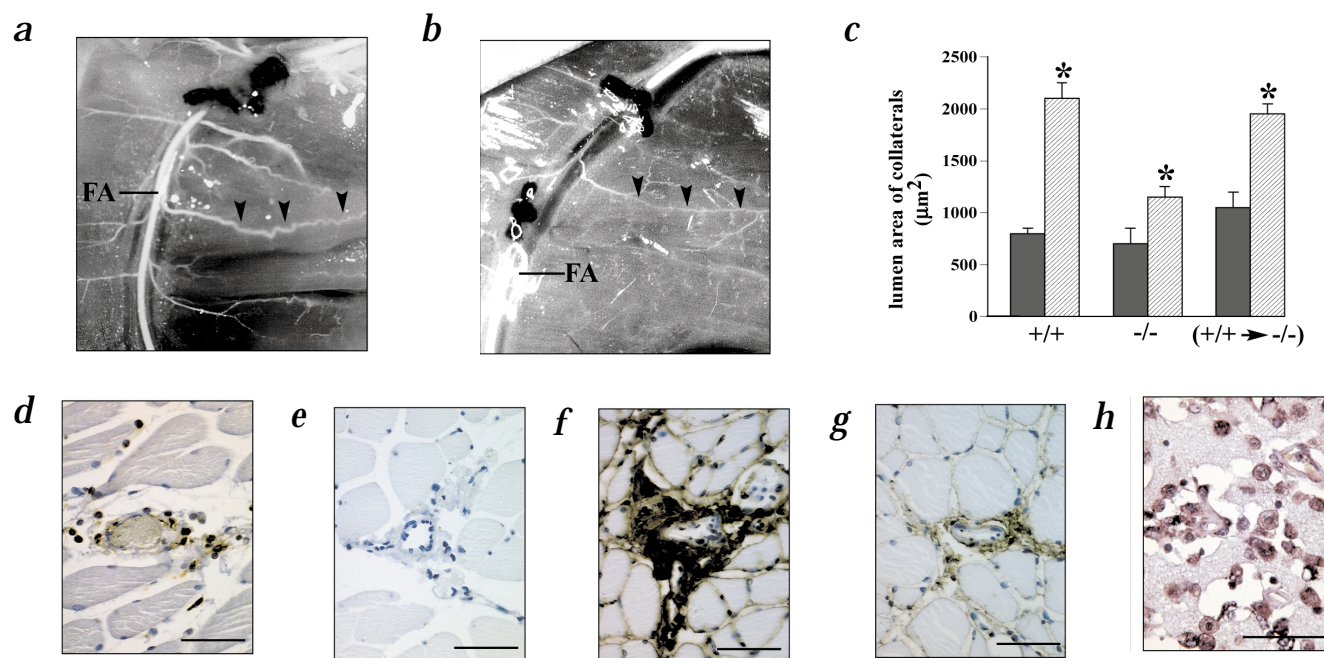 a
b
c
FA
FA
lumen area of collaterals
(μm²)
2500
2000
1500
1000
500
0
*
*
*
+/+
-/-
(+/+ → -/-)
d
e
f
g
h